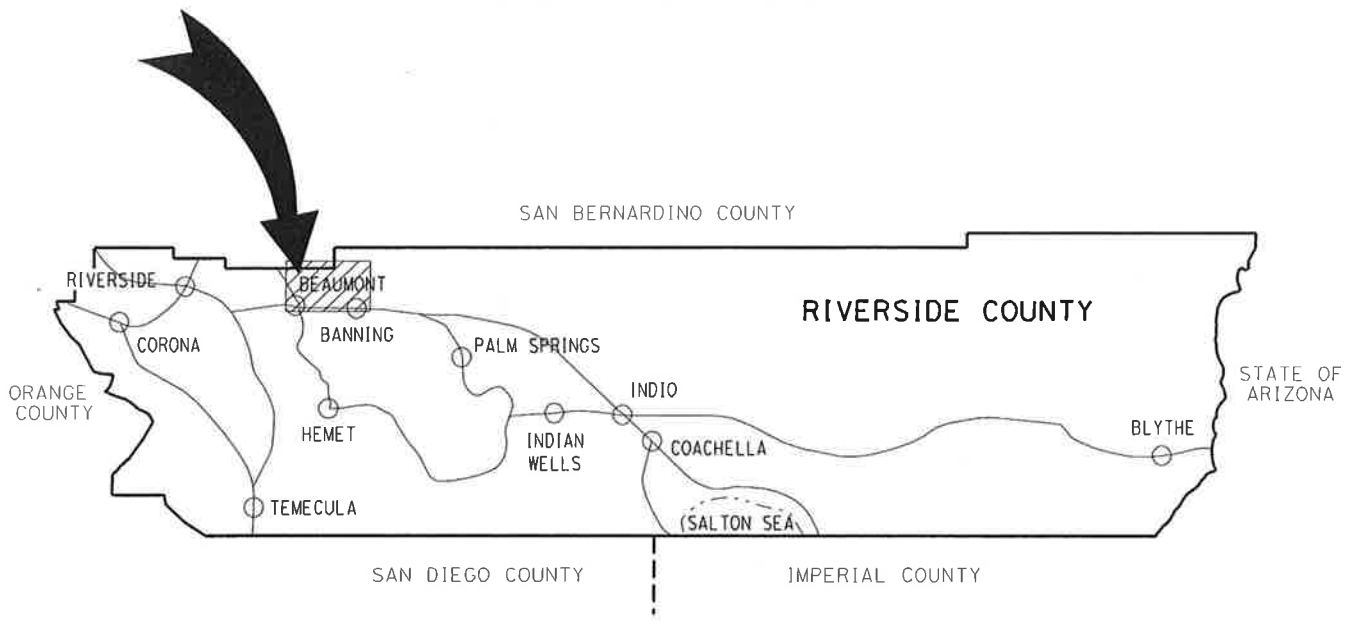 SAN BERNARDINO COUNTY
RIVERSIDE
BEAUMONT
RIVERSIDE COUNTY
CORONA
BANNING
PALM SPRINGS
ORANGE
COUNTY
INDIO
STATE OF
ARIZONA
HEMET
INDIAN
WELLS
COACHELLA
BLYTHE
TEMECULA
(SALTON SEA
SAN DIEGO COUNTY
IMPERIAL COUNTY